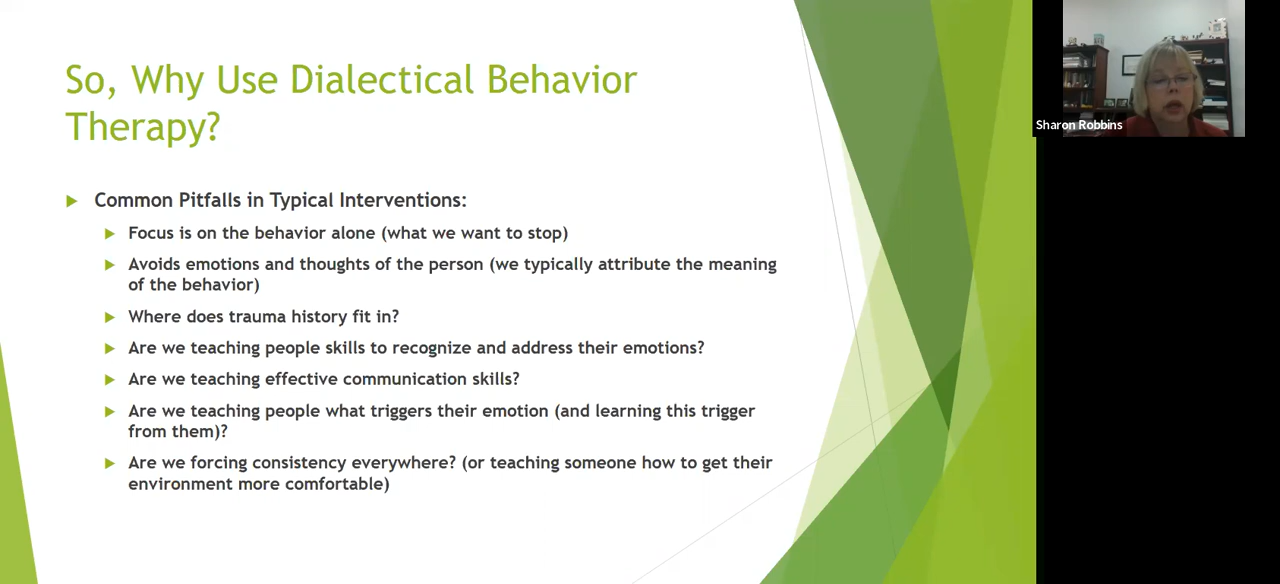 So, Why Use Dialectical Behavior
Therapy?
Common Pitfalls in Typical Interventions:
Focus is on the behavior alone (what we want to stop)
Avoids emotions and thoughts of the person (we typically attribute the meaning
of the behavior)
Where does trauma history fit in?
Are we teaching people skills to recognize and address their emotions?
Are we teaching effective communication skills?
Are we teaching people what triggers their emotion (and learning this trigger
from them)?
Are we forcing consistency everywhere? (or teaching someone how to get their
environment more comfortable)
Sharon Robbins